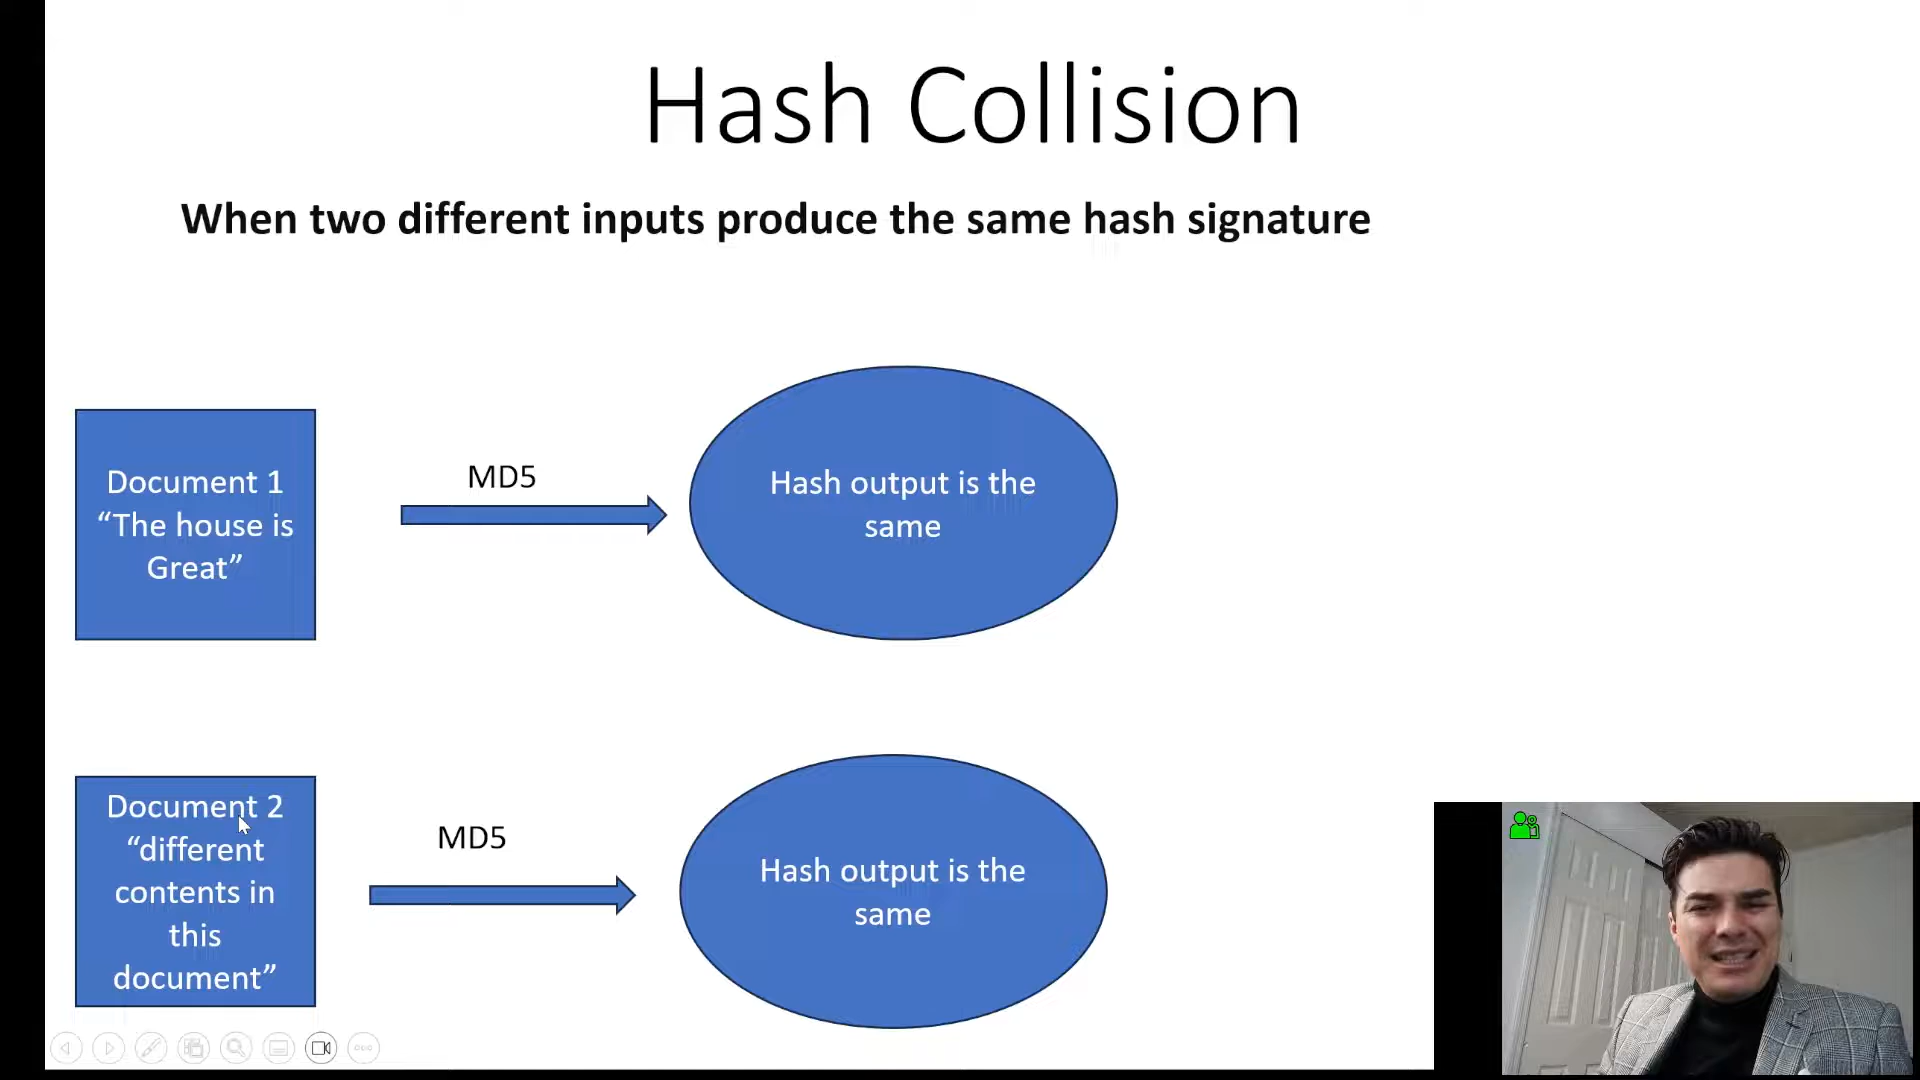 Hash Collision
When two different inputs produce the same hash signature
Document 1
“The house is
Great”
MD5
Hash output is the
same
Document 2
“different
contents in
this
document”
MD5
Hash output is the
same